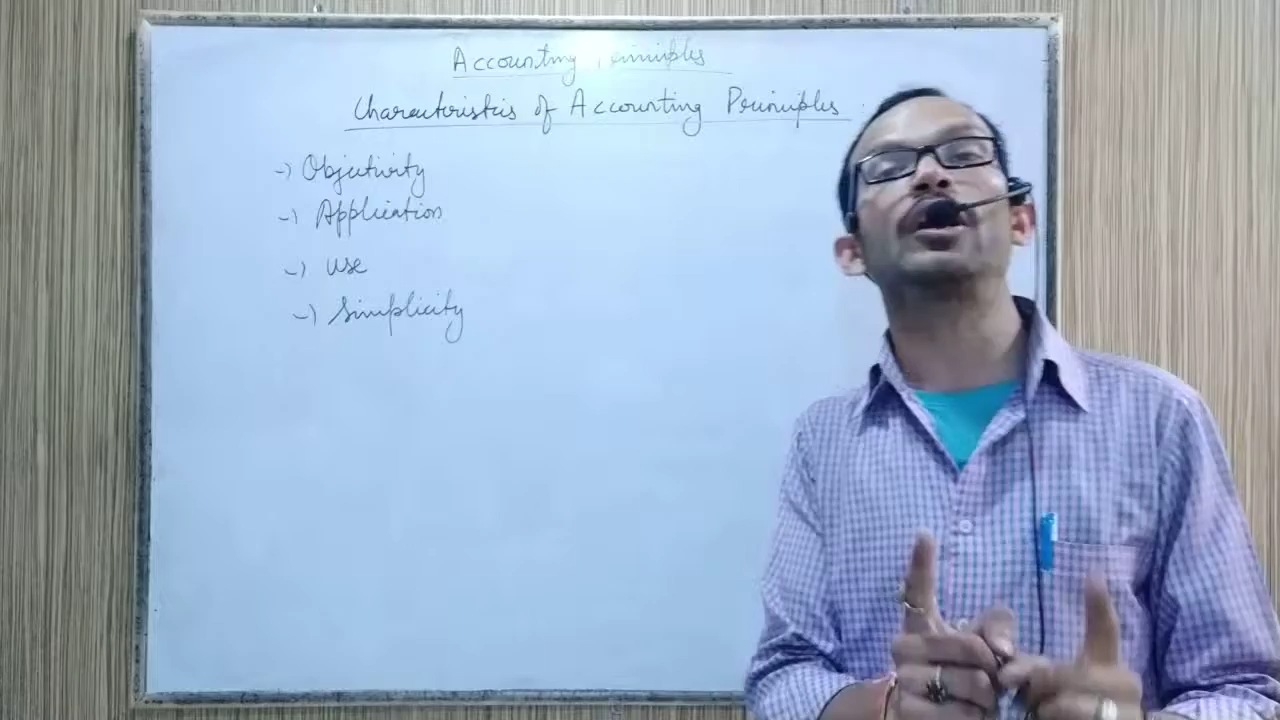 Accounting Principles
Characteristics of Accounting Principles
-) Objectivity
-) Application
-) use
-) Simplicity